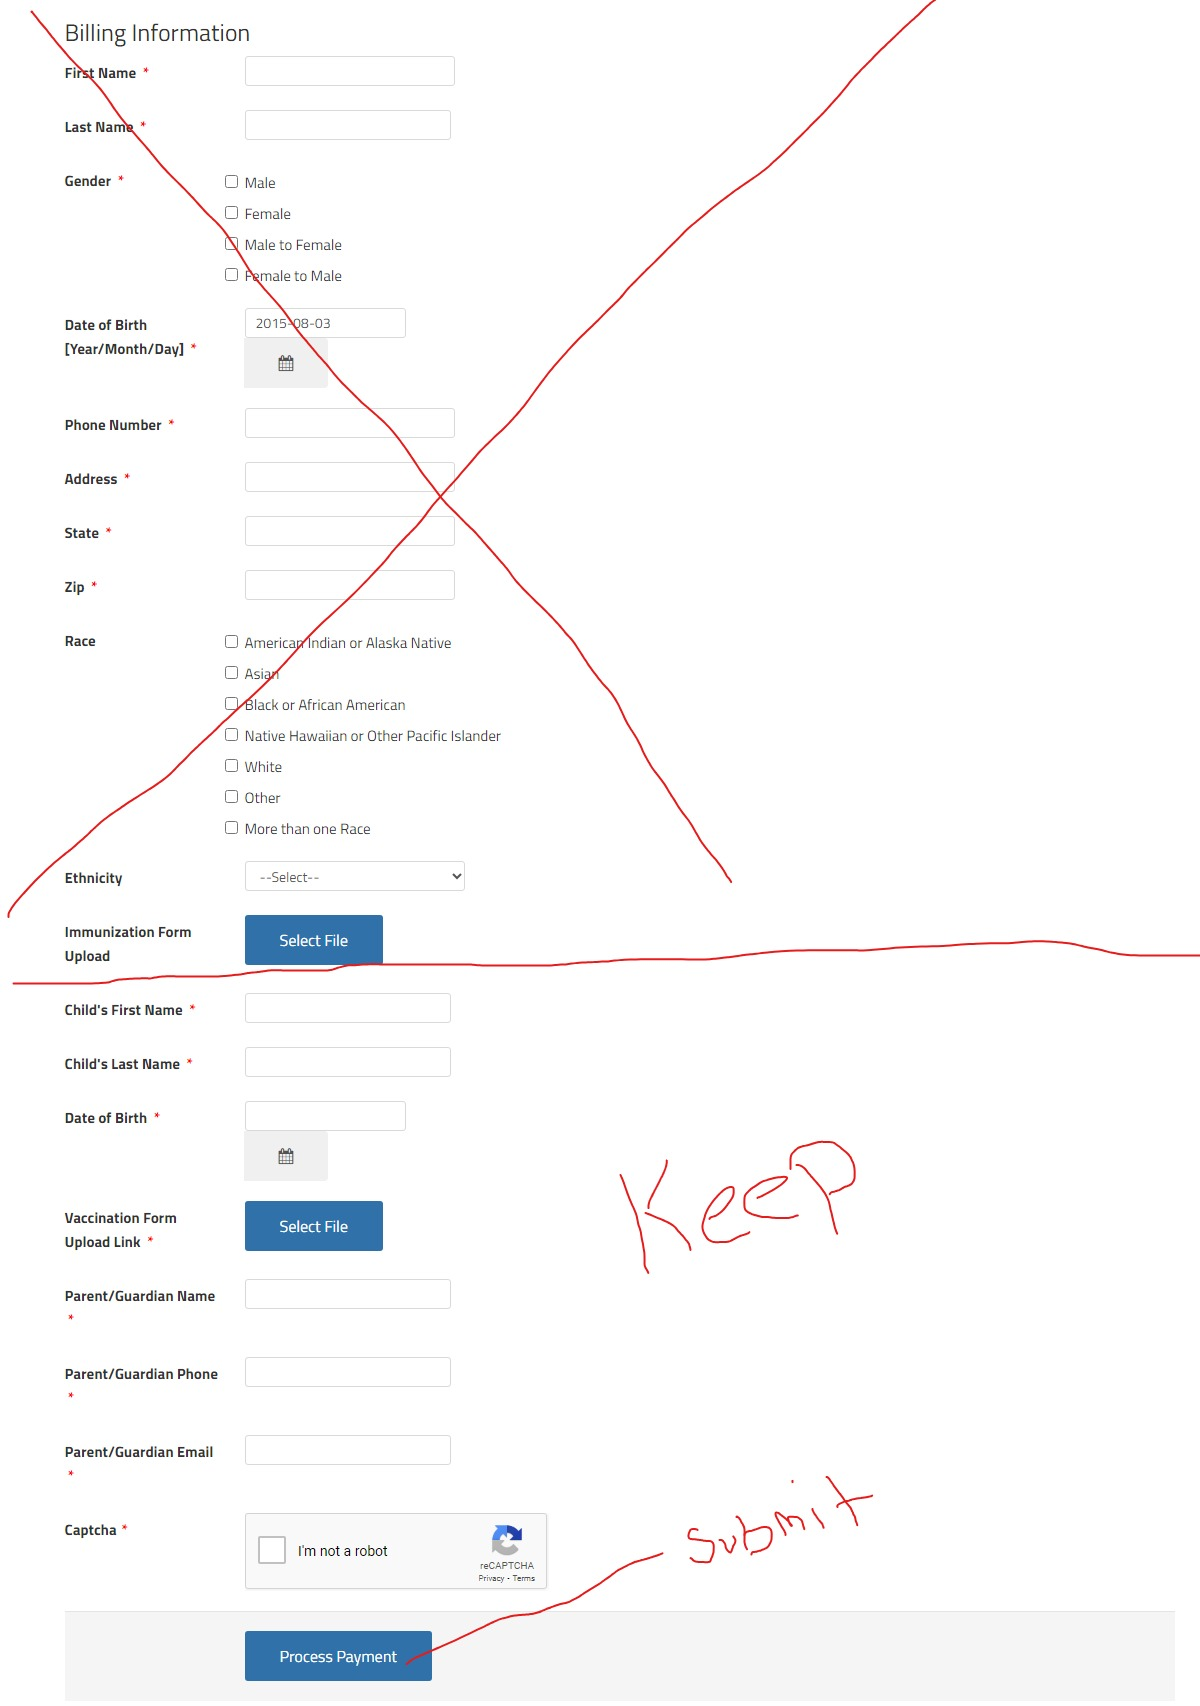 Billing Information
First Name *
Last Name *
Gender *
Male
Female
Male to Female
Female to Male
Date of Birth
[Year/Month/Day] *
2015-08-03
Phone Number *
Address *
State *
Zip *
Race
American Indian or Alaska Native
Asian
Black or African American
Native Hawaiian or Other Pacific Islander
White
Other
More than one Race
Ethnicity
--Select--
Immunization Form
Upload
Select File
Child's First Name *
Child's Last Name *
Date of Birth *
Keep
Vaccination Form
Upload Link *
Select File
Parent/Guardian Name
*
Parent/Guardian Phone
*
Parent/Guardian Email
*
Submit
Captcha *
I'm not a robot
reCAPTCHA
Privacy - Terms
Process Payment